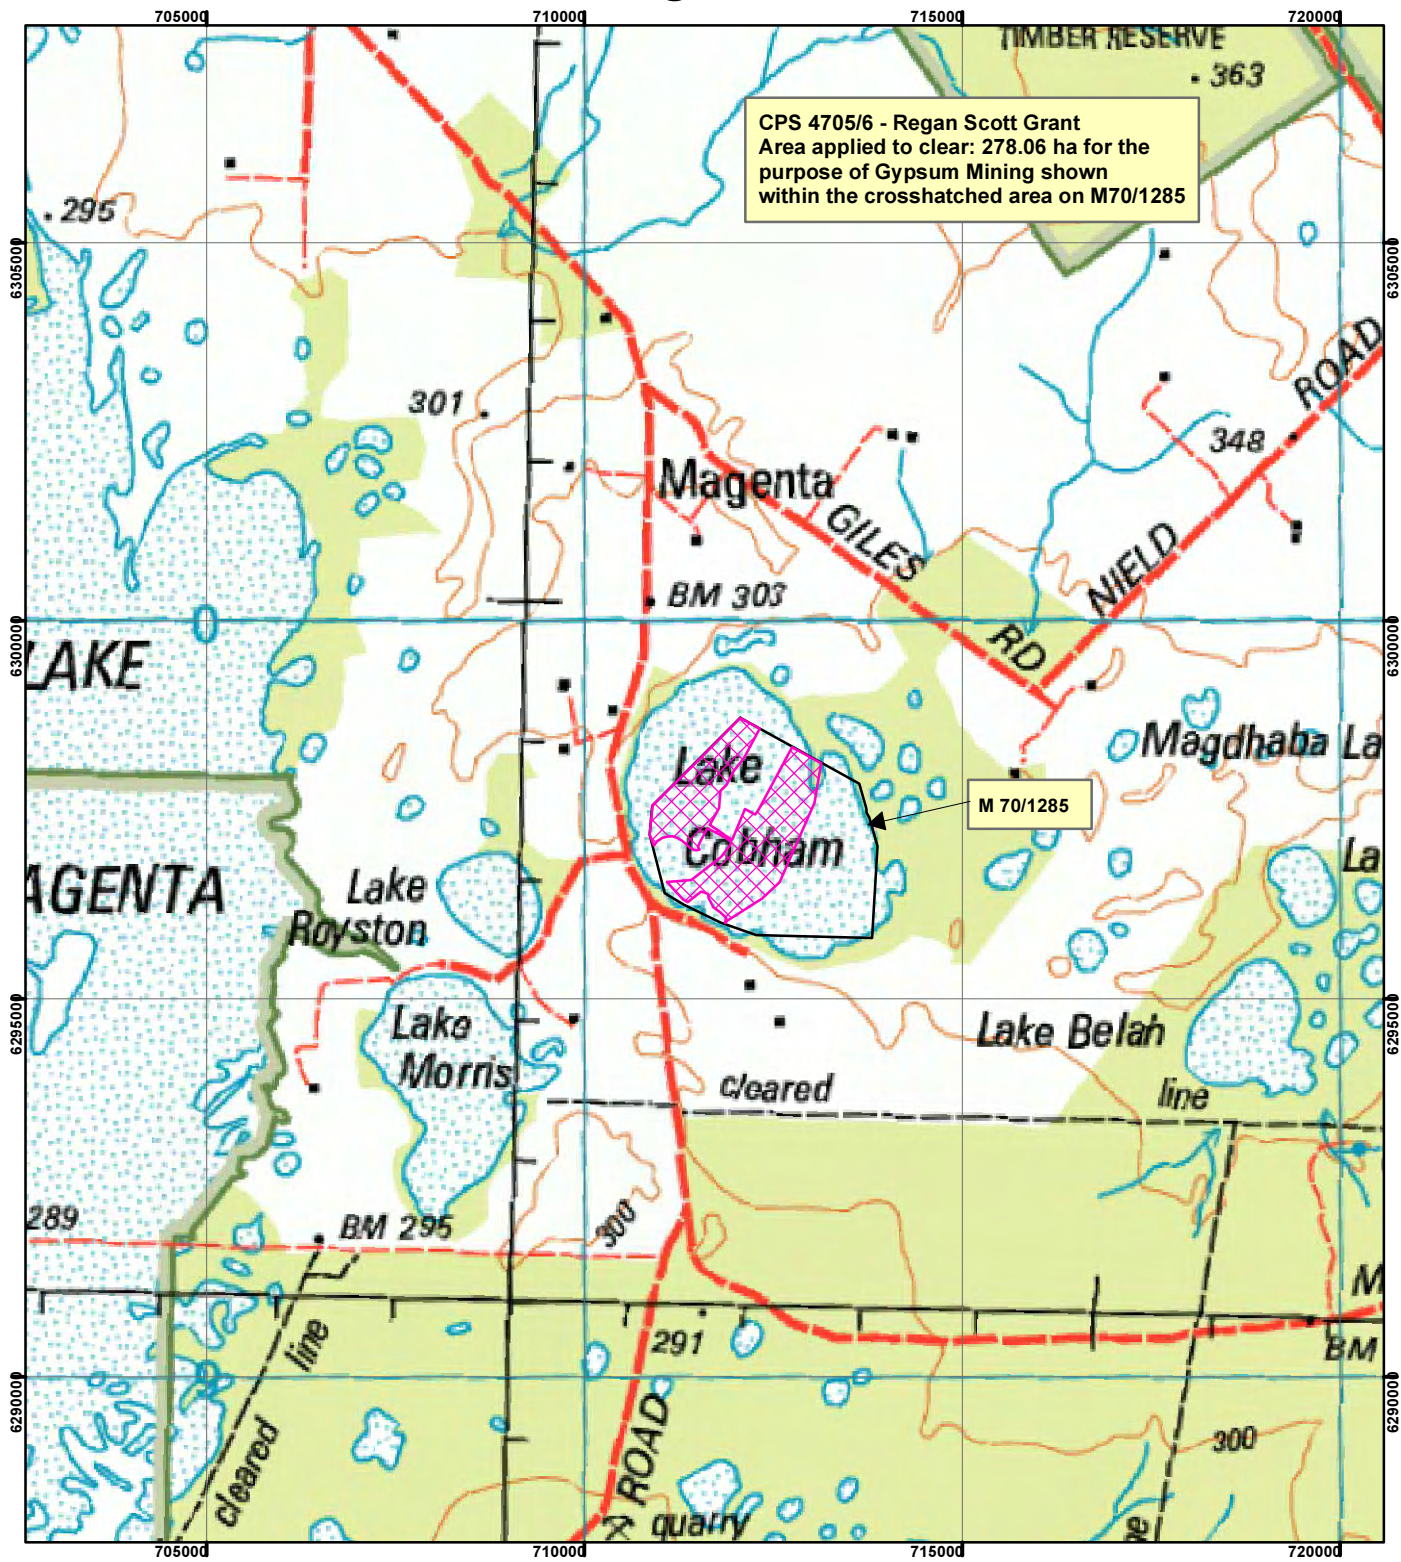 705000
710000
715000
720000
TIMBER RESERVE
363
CPS 4705/6 - Regan Scott Grant
Area applied to clear: 278.06 ha for the
purpose of Gypsum Mining shown
within the crosshatched area on M70/1285
295
6305000
6305000
ROAD
301
348
Magenta
GILES
NIELD
BM 303
6300000
6300000
RD
LAKE
Lake
Magdhaba La
M 70/1285
Cobham
La
AGENTA
Lake
Royston
6295000
6295000
Lake
Morris
Lake Belah
cleared
line
289
BM 295
300
M
291
line
BM
6290000
6290000
ROAD
cleared
300
quarry
705000
710000
715000
720000